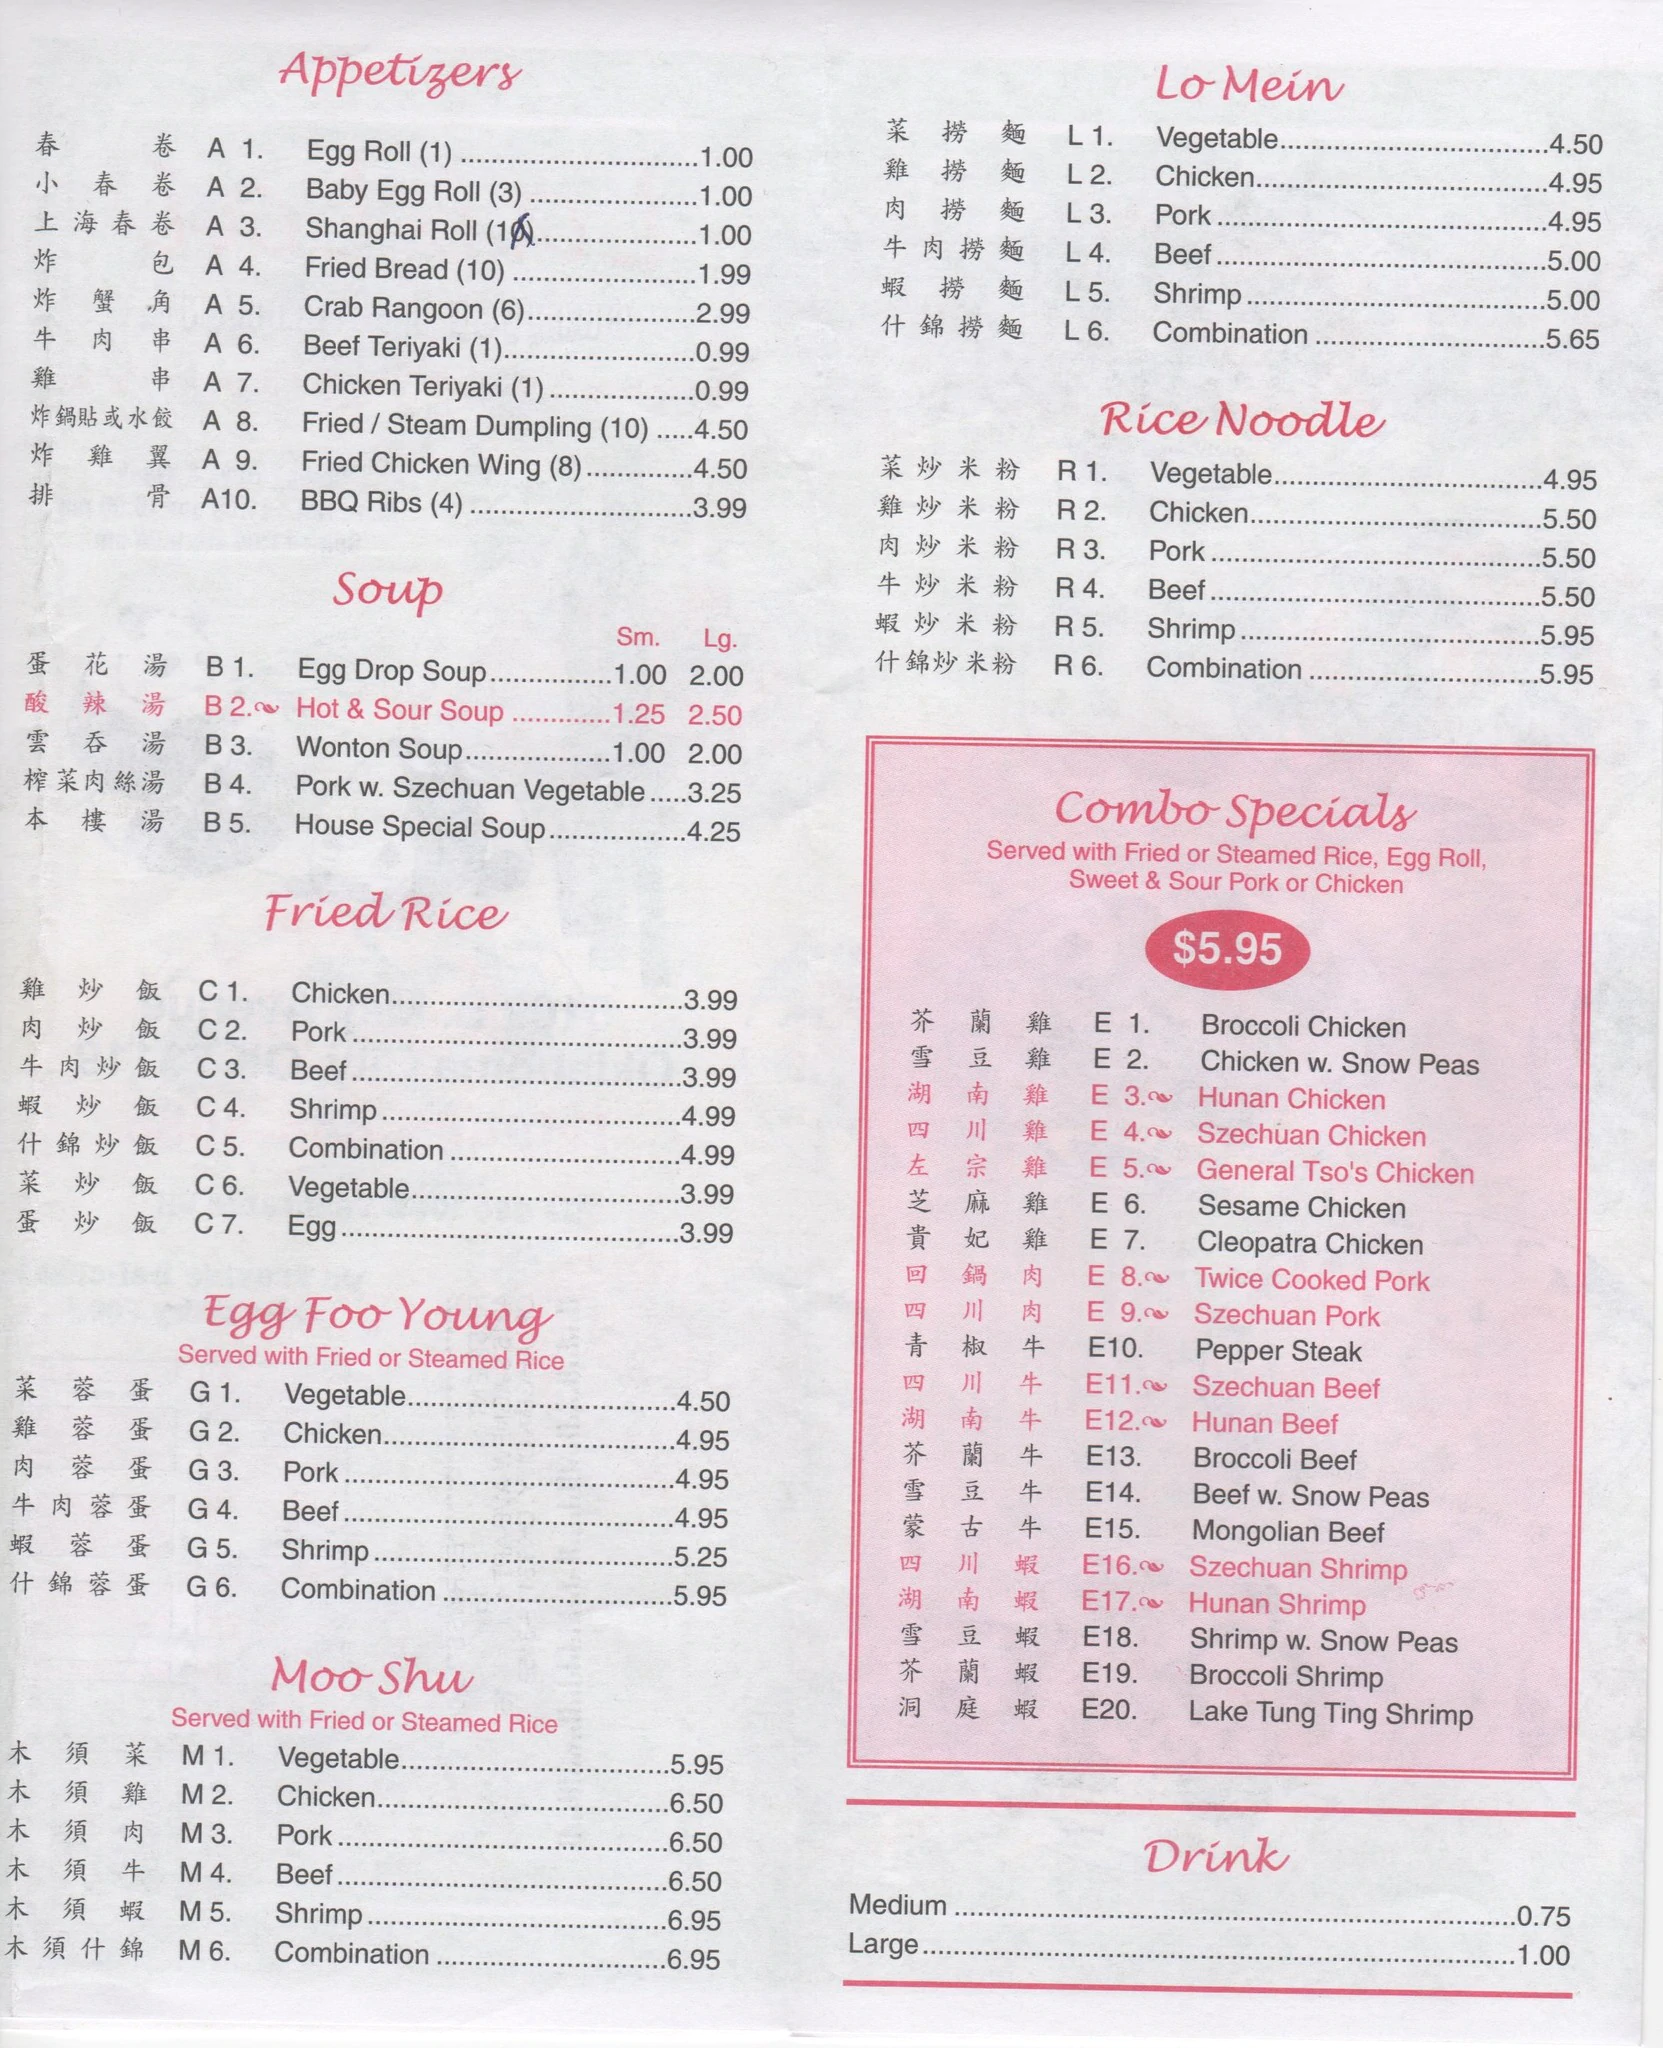 Appetizers
春卷 A 1. Egg Roll (1) 1.00
小春卷 A 2. Baby Egg Roll (3) 1.00
上海春卷 A 3. Shanghai Roll (1) 1.00
炸包 A 4. Fried Bread (10) 1.99
炸蟹角 A 5. Crab Rangoon (6) 2.99
牛肉串 A 6. Beef Teriyaki (1) 0.99
雞串 A 7. Chicken Teriyaki (1) 0.99
炸鍋貼或水餃 A 8. Fried / Steam Dumpling (10) 4.50
炸雞翼 A 9. Fried Chicken Wing (8) 4.50
排骨 A10. BBQ Ribs (4) 3.99
Soup
Sm. Lg.
蛋花湯 B 1. Egg Drop Soup 1.00 2.00
酸辣湯 B 2. Hot & Sour Soup 1.25 2.50
雲吞湯 B 3. Wonton Soup 1.00 2.00
榨菜肉絲湯 B 4. Pork w. Szechuan Vegetable 3.25
本樓湯 B 5. House Special Soup 4.25
Fried Rice
雞炒飯 C 1. Chicken 3.99
肉炒飯 C 2. Pork 3.99
牛肉炒飯 C 3. Beef 3.99
蝦炒飯 C 4. Shrimp 4.99
什錦炒飯 C 5. Combination 4.99
菜炒飯 C 6. Vegetable 3.99
蛋炒飯 C 7. Egg 3.99
Egg Foo Young
Served with Fried or Steamed Rice
菜蓉蛋 G 1. Vegetable 4.50
雞蓉蛋 G 2. Chicken 4.95
肉蓉蛋 G 3. Pork 4.95
牛肉蓉蛋 G 4. Beef 4.95
蝦蓉蛋 G 5. Shrimp 5.25
什錦蓉蛋 G 6. Combination 5.95
Moo Shu
Served with Fried or Steamed Rice
木須菜 M 1. Vegetable 5.95
木須雞 M 2. Chicken 6.50
木須肉 M 3. Pork 6.50
木須牛 M 4. Beef 6.50
木須蝦 M 5. Shrimp 6.95
木須什錦 M 6. Combination 6.95
Lo Mein
菜撈麵 L 1. Vegetable 4.50
雞撈麵 L 2. Chicken 4.95
肉撈麵 L 3. Pork 4.95
牛肉撈麵 L 4. Beef 5.00
蝦撈麵 L 5. Shrimp 5.00
什錦撈麵 L 6. Combination 5.65
Rice Noodle
菜炒米粉 R 1. Vegetable 4.95
雞炒米粉 R 2. Chicken 5.50
肉炒米粉 R 3. Pork 5.50
牛炒米粉 R 4. Beef 5.50
蝦炒米粉 R 5. Shrimp 5.95
什錦炒米粉 R 6. Combination 5.95
Combo Specials
Served with Fried or Steamed Rice, Egg Roll,
Sweet & Sour Pork or Chicken
$5.95
芥蘭雞 E 1. Broccoli Chicken
雪豆雞 E 2. Chicken w. Snow Peas
湖南雞 E 3. Hunan Chicken
四川雞 E 4. Szechuan Chicken
左宗雞 E 5. General Tso's Chicken
芝麻雞 E 6. Sesame Chicken
貴妃雞 E 7. Cleopatra Chicken
回鍋肉 E 8. Twice Cooked Pork
四川肉 E 9. Szechuan Pork
青椒牛 E10. Pepper Steak
四川牛 E11. Szechuan Beef
湖南牛 E12. Hunan Beef
芥蘭牛 E13. Broccoli Beef
雪豆牛 E14. Beef w. Snow Peas
蒙古牛 E15. Mongolian Beef
四川蝦 E16. Szechuan Shrimp
湖南蝦 E17. Hunan Shrimp
雪豆蝦 E18. Shrimp w. Snow Peas
芥蘭蝦 E19. Broccoli Shrimp
洞庭蝦 E20. Lake Tung Ting Shrimp
Drink
Medium 0.75
Large 1.00